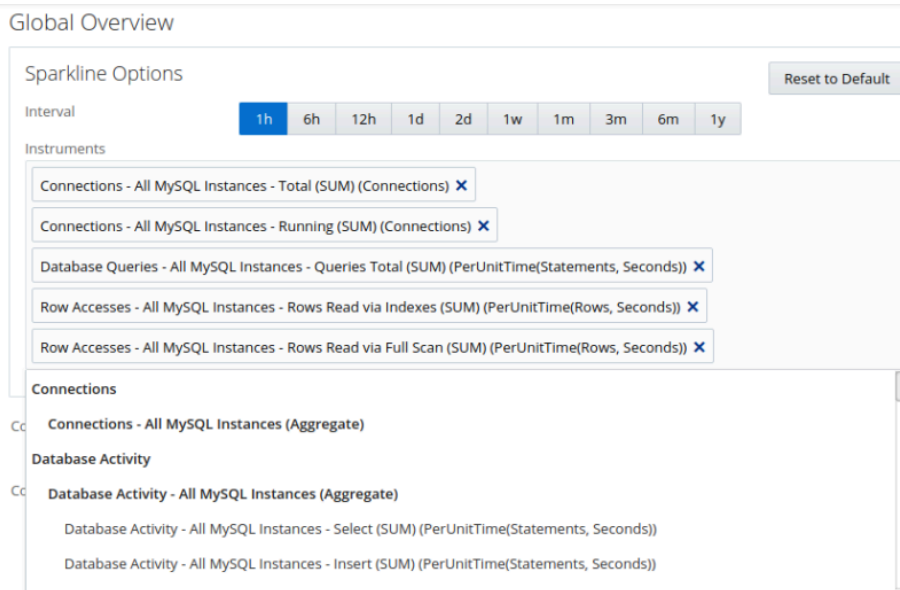 Global Overview
Sparkline Options
Reset to Default
Interval
1h 6h 12h 1d 2d 1w 1m 3m 6m 1y
Instruments
Connections - All MySQL Instances - Total (SUM) (Connections) ✕
Connections - All MySQL Instances - Running (SUM) (Connections) ✕
Database Queries - All MySQL Instances - Queries Total (SUM) (PerUnitTime(Statements, Seconds)) ✕
Row Accesses - All MySQL Instances - Rows Read via Indexes (SUM) (PerUnitTime(Rows, Seconds)) ✕
Row Accesses - All MySQL Instances - Rows Read via Full Scan (SUM) (PerUnitTime(Rows, Seconds)) ✕
Connections
Co
Connections - All MySQL Instances (Aggregate)
Database Activity
Co
Database Activity - All MySQL Instances (Aggregate)
Database Activity - All MySQL Instances - Select (SUM) (PerUnitTime(Statements, Seconds))
Database Activity - All MySQL Instances - Insert (SUM) (PerUnitTime(Statements, Seconds))